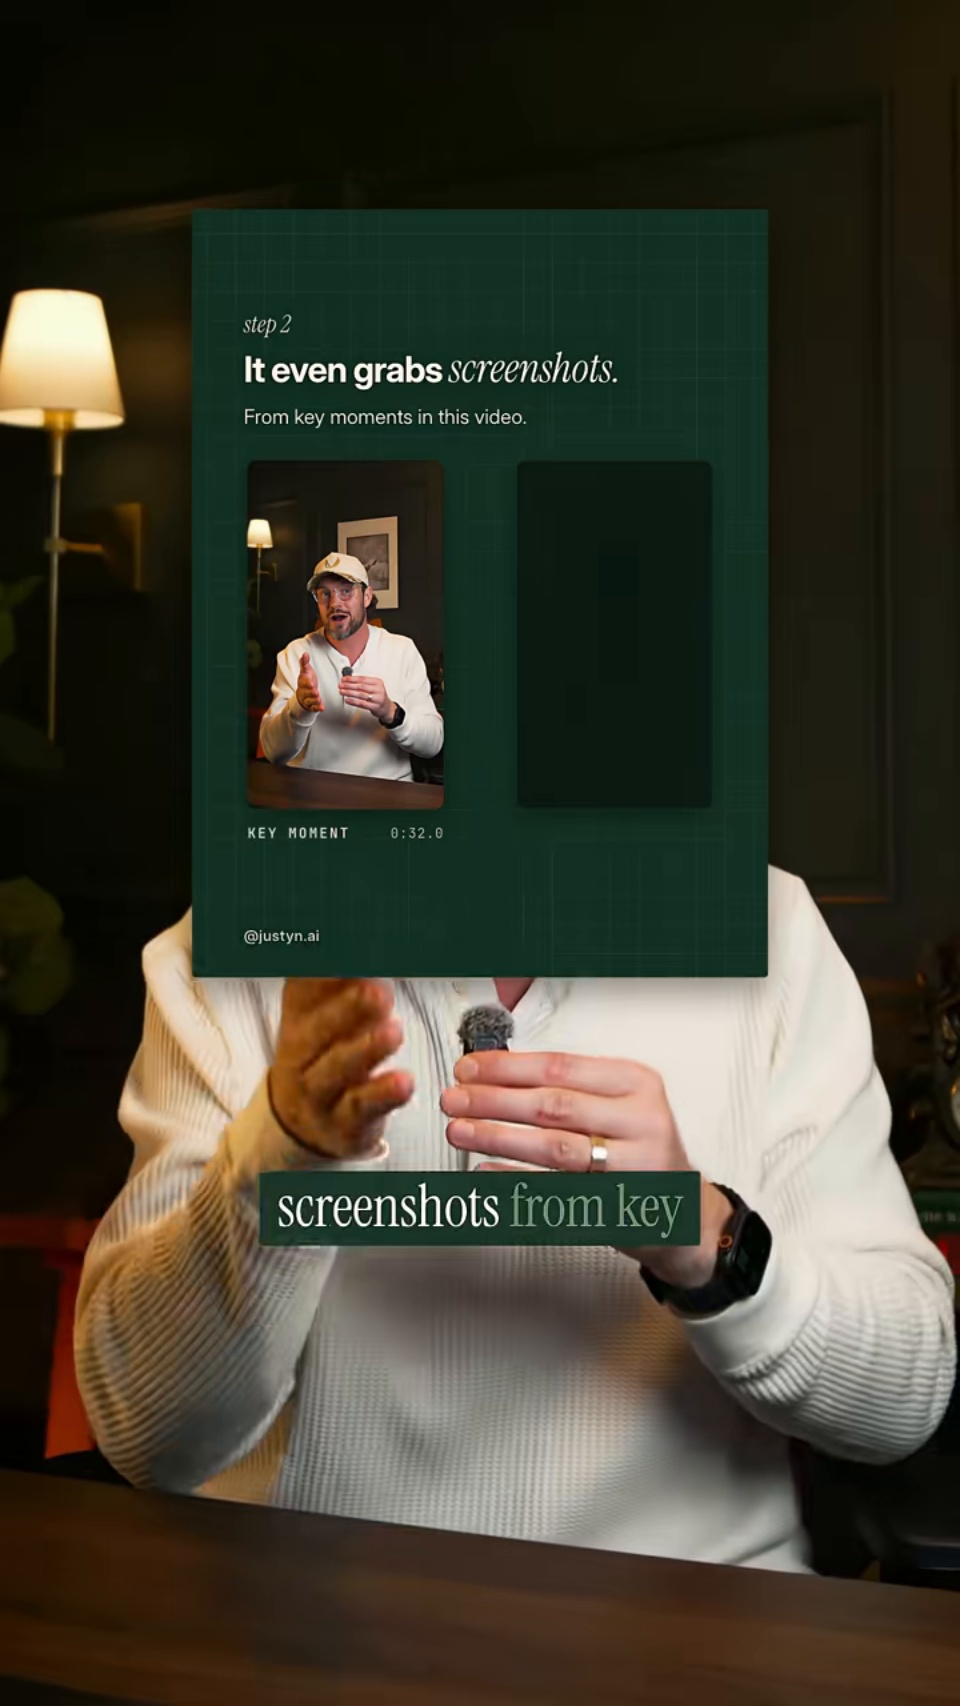 step 2
It even grabs screenshots.
From key moments in this video.
KEY MOMENT 0:32.0
@justyn.ai
screenshots from key